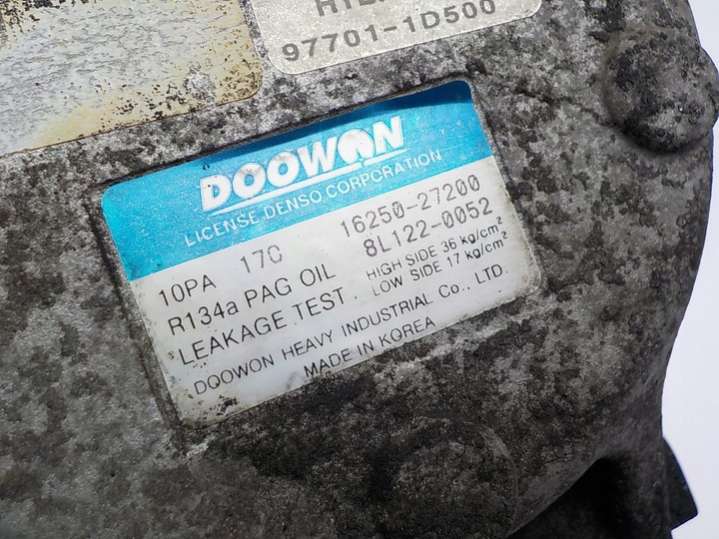 97701-1D500
DOOWON
LICENSE.DENSO.CORPORATION
10PA 17C 16250-27200
R134a PAG OIL 8L122-0052
LEAKAGE TEST. HIGH SIDE 36 kg/cm²
LOW SIDE 17 kg/cm²
DOOWON HEAVY INDUSTRIAL Co., LTD.
MADE IN KOREA